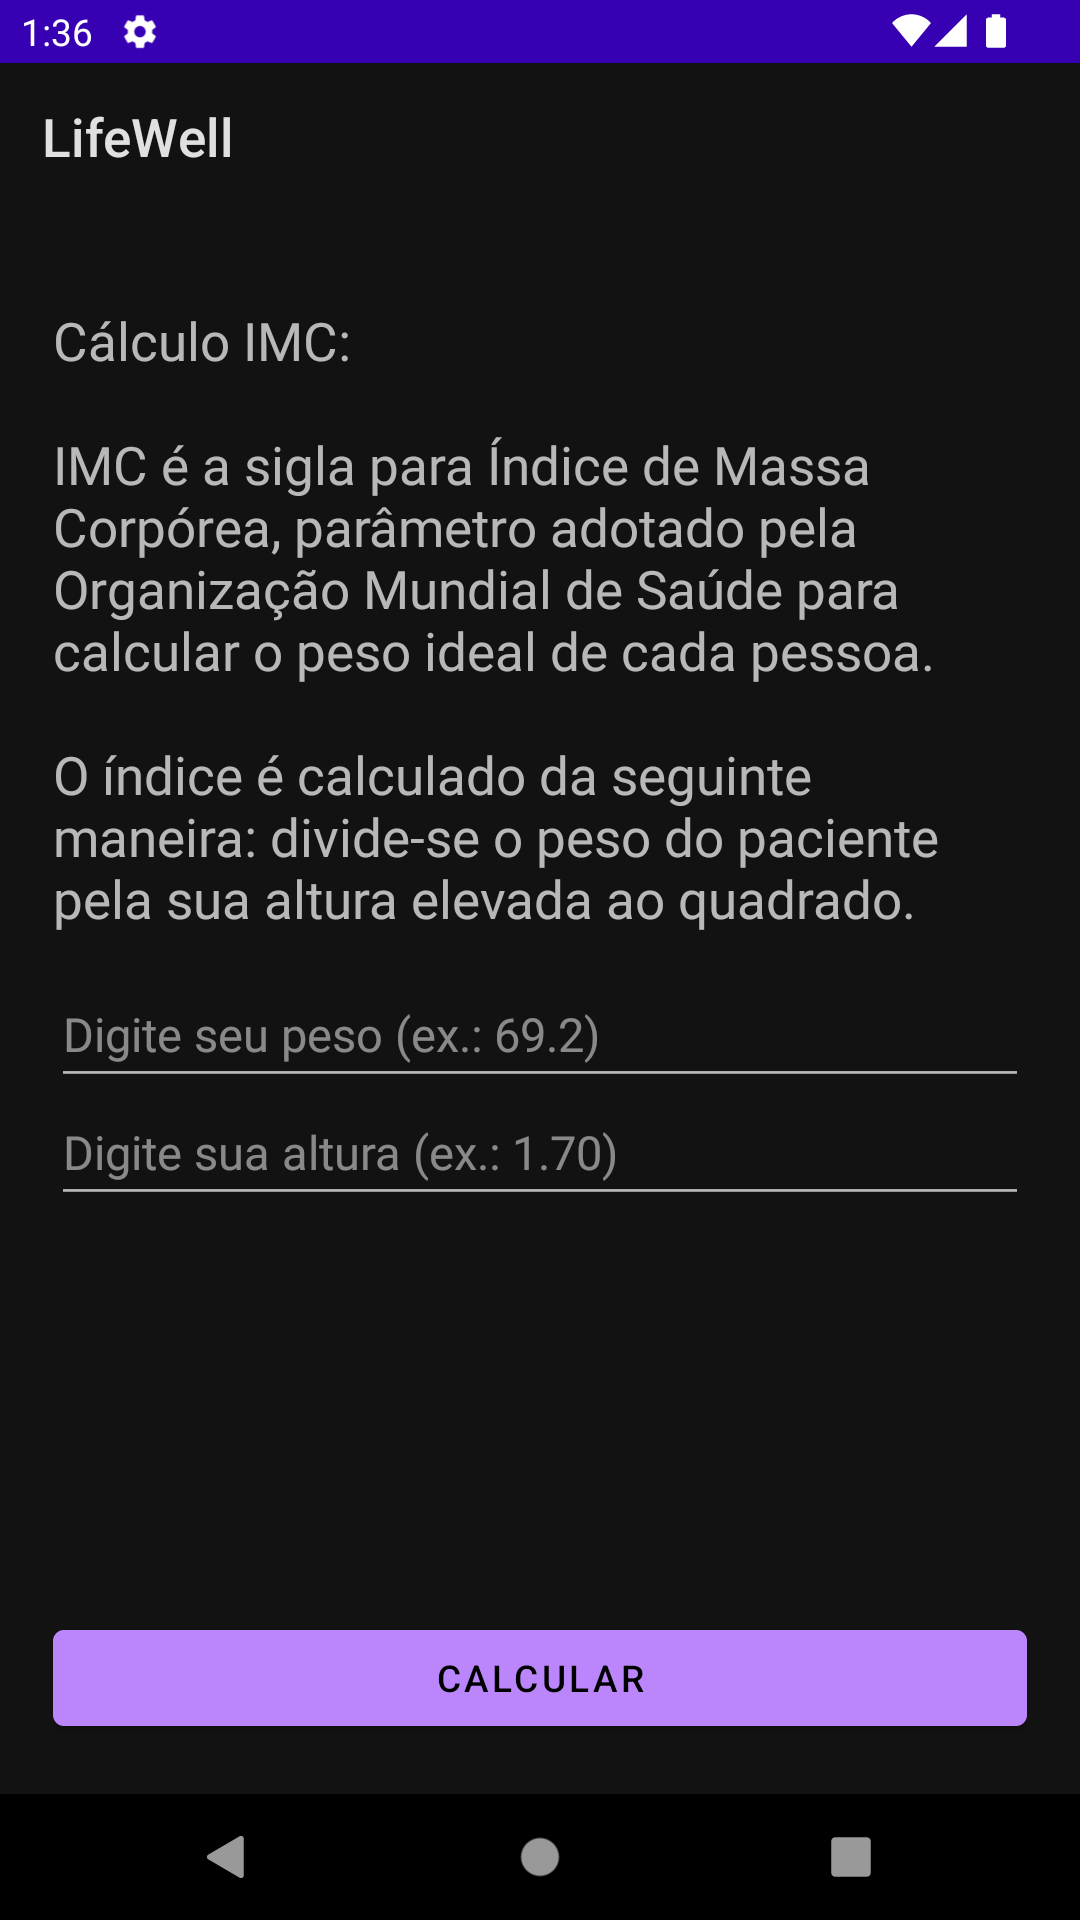 1:36
LifeWell
Cálculo IMC:
IMC é a sigla para Índice de Massa
Corpórea, parâmetro adotado pela
Organização Mundial de Saúde para
calcular o peso ideal de cada pessoa.
O índice é calculado da seguinte
maneira: divide-se o peso do paciente
pela sua altura elevada ao quadrado.
Digite seu peso (ex.: 69.2)
Digite sua altura (ex.: 1.70)
CALCULAR